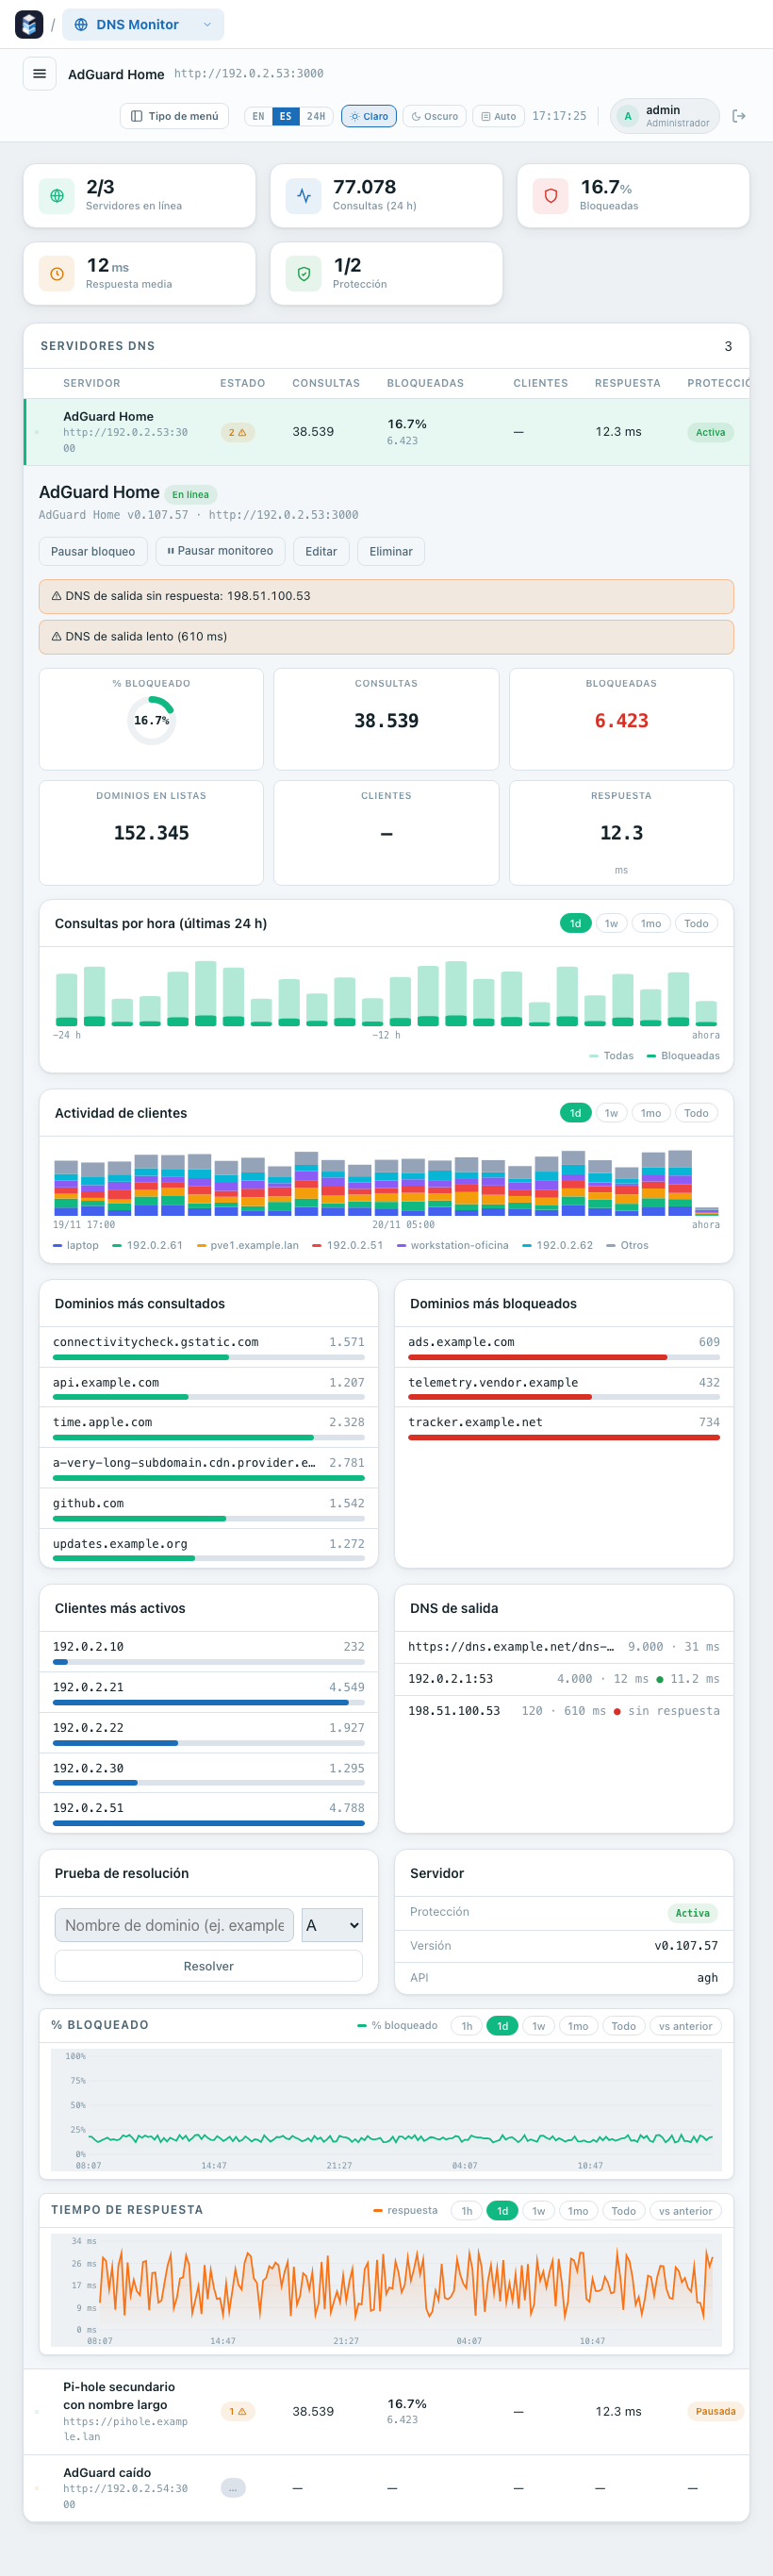 / DNS Monitor
AdGuard Home http://192.0.2.53:3000
Tipo de menú EN ES 24H Claro Oscuro Auto 17:17:25 A admin
Administrador
2/3
Servidores en línea
77.078
Consultas (24 h)
16.7%
Bloqueadas
12 ms
Respuesta media
1/2
Protección
SERVIDORES DNS 3
SERVIDOR ESTADO CONSULTAS BLOQUEADAS CLIENTES RESPUESTA PROTECCIÓ
AdGuard Home
http://192.0.2.53:30
00
2 ⚠ 38.539 16.7%
6.423
— 12.3 ms Activa
AdGuard Home En línea
AdGuard Home v0.107.57 · http://192.0.2.53:3000
Pausar bloqueo Pausar monitoreo Editar Eliminar
⚠ DNS de salida sin respuesta: 198.51.100.53
⚠ DNS de salida lento (610 ms)
% BLOQUEADO
16.7%
CONSULTAS
38.539
BLOQUEADAS
6.423
DOMINIOS EN LISTAS
152.345
CLIENTES
—
RESPUESTA
12.3
ms
Consultas por hora (últimas 24 h) 1d 1w 1mo Todo
−24 h −12 h ahora
Todas Bloqueadas
Actividad de clientes 1d 1w 1mo Todo
19/11 17:00 20/11 05:00 ahora
laptop 192.0.2.61 pve1.example.lan 192.0.2.51 workstation-oficina 192.0.2.62 Otros
Dominios más consultados
connectivitycheck.gstatic.com 1.571
api.example.com 1.207
time.apple.com 2.328
a-very-long-subdomain.cdn.provider.e… 2.781
github.com 1.542
updates.example.org 1.272
Dominios más bloqueados
ads.example.com 609
telemetry.vendor.example 432
tracker.example.net 734
Clientes más activos
192.0.2.10 232
192.0.2.21 4.549
192.0.2.22 1.927
192.0.2.30 1.295
192.0.2.51 4.788
DNS de salida
https://dns.example.net/dns-… 9.000 · 31 ms
192.0.2.1:53 4.000 · 12 ms ● 11.2 ms
198.51.100.53 120 · 610 ms ● sin respuesta
Prueba de resolución
Nombre de dominio (ej. example A
Resolver
Servidor
Protección Activa
Versión v0.107.57
API agh
% BLOQUEADO % bloqueado 1h 1d 1w 1mo Todo vs anterior
100%
75%
50%
25%
0%
08:07 14:47 21:27 04:07 10:47
TIEMPO DE RESPUESTA respuesta 1h 1d 1w 1mo Todo vs anterior
34 ms
26 ms
17 ms
9 ms
0 ms
08:07 14:47 21:27 04:07 10:47
Pi-hole secundario
con nombre largo
https://pihole.examp
le.lan
1 ⚠ 38.539 16.7%
6.423
— 12.3 ms Pausada
AdGuard caído
http://192.0.2.54:30
00
… — — — — —